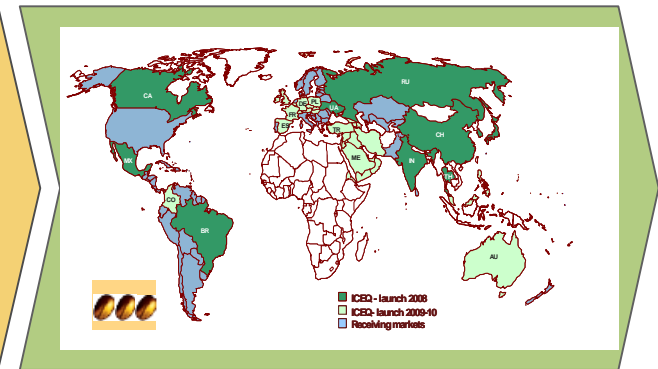 RU
CA
DE
PL
UA
FR
ES
TR
CH
MX
ME
IN
CO
BR
AU
ICEQ - launch 2008
ICEQ- launch 2009-10
Receiving markets